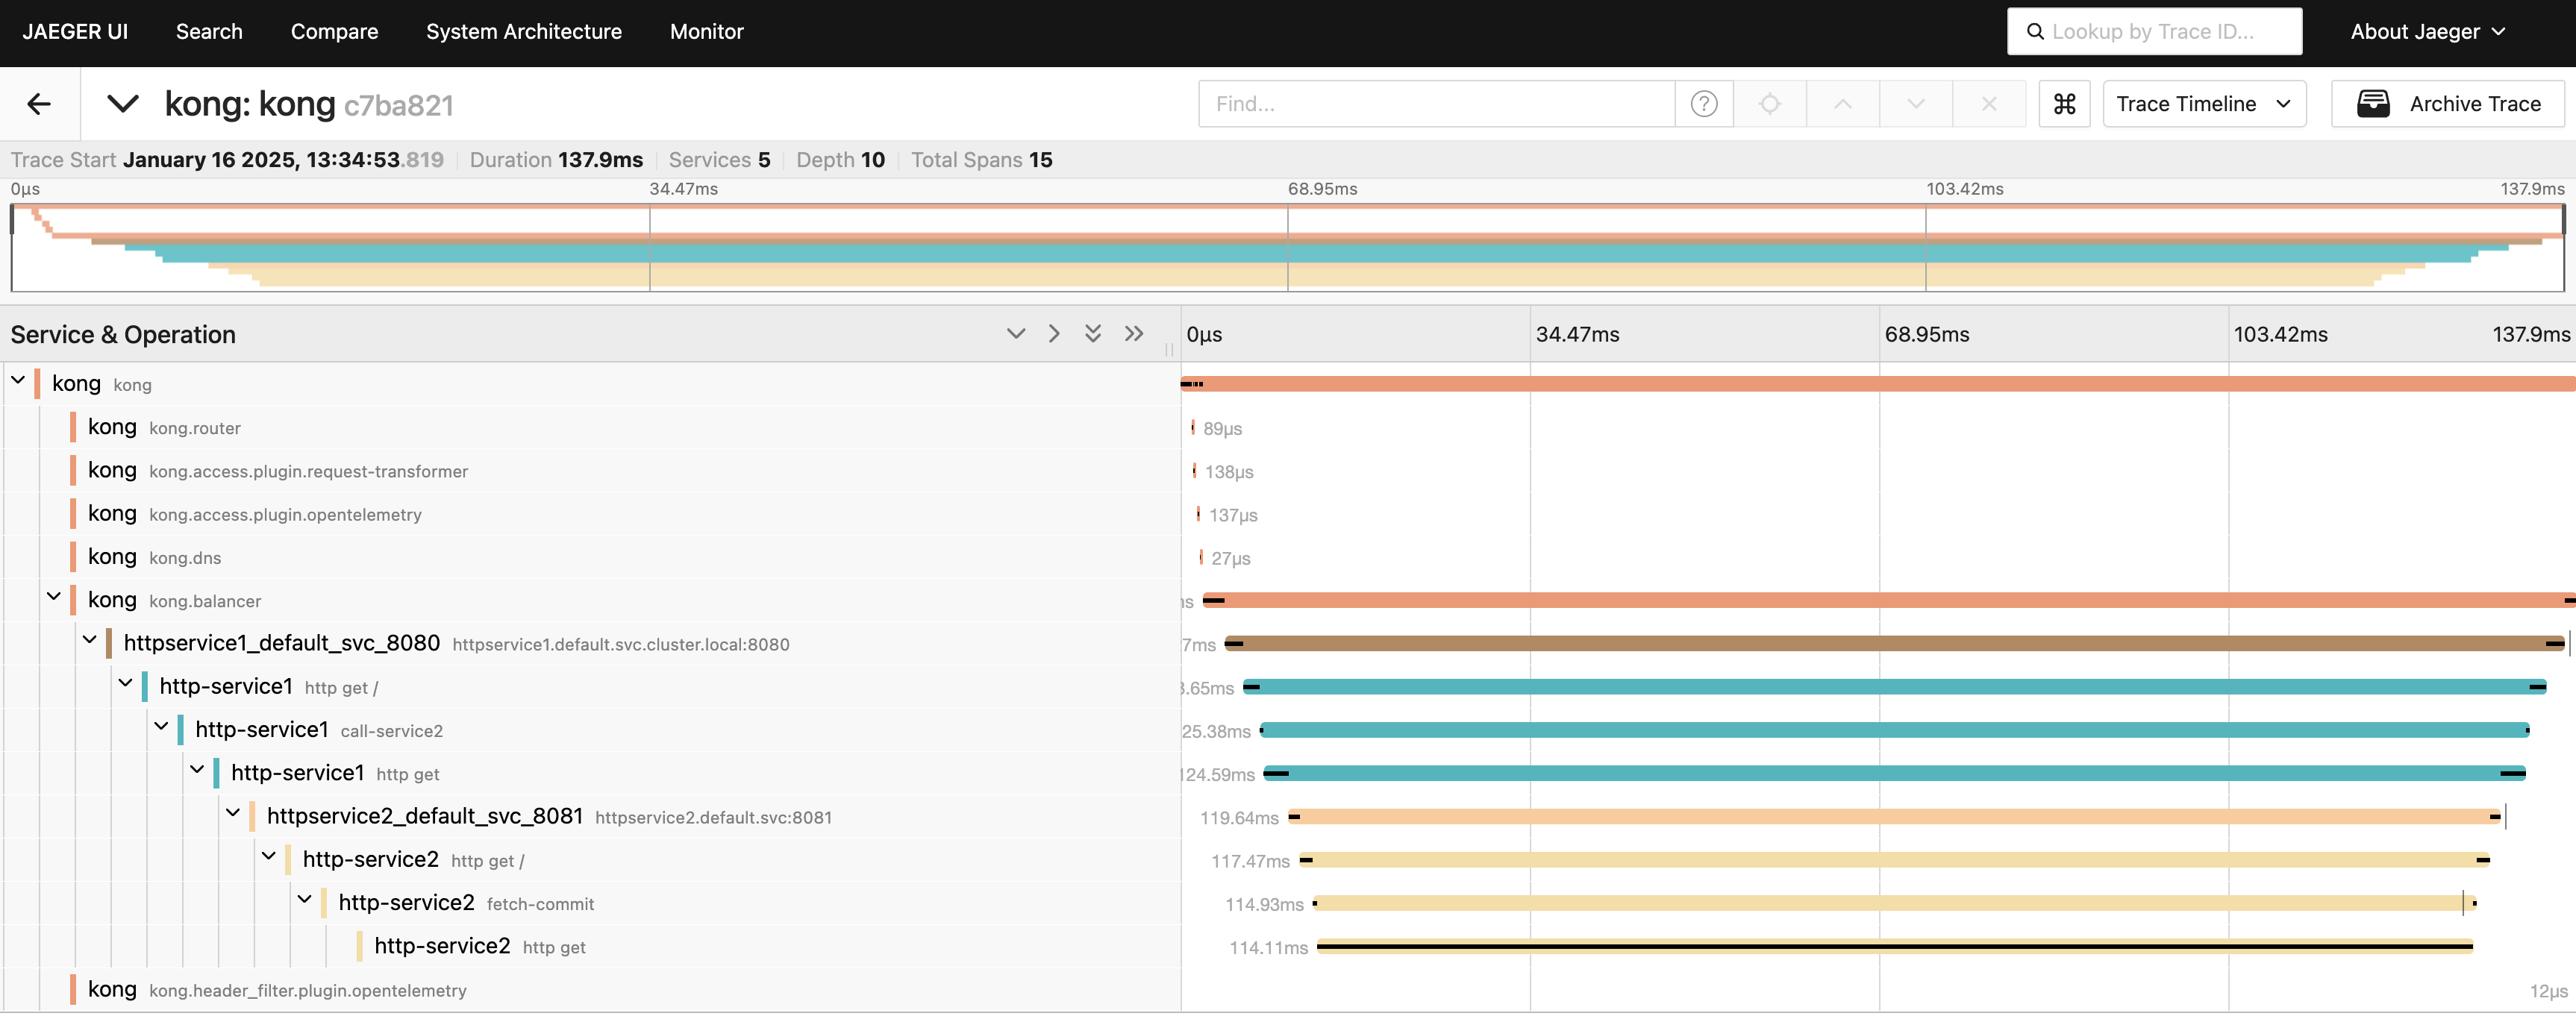 JAEGER UI Search Compare System Architecture Monitor Lookup by Trace ID... About Jaeger
kong: kong c7ba821 Find... Trace Timeline Archive Trace
Trace Start January 16 2025, 13:34:53.819 Duration 137.9ms Services 5 Depth 10 Total Spans 15
0μs 34.47ms 68.95ms 103.42ms 137.9ms
Service & Operation 0μs 34.47ms 68.95ms 103.42ms 137.9ms
kong kong
kong kong.router 89μs
kong kong.access.plugin.request-transformer 138μs
kong kong.access.plugin.opentelemetry 137μs
kong kong.dns 27μs
kong kong.balancer
httpservice1_default_svc_8080 httpservice1.default.svc.cluster.local:8080 7ms
http-service1 http get / .65ms
http-service1 call-service2 25.38ms
http-service1 http get 124.59ms
httpservice2_default_svc_8081 httpservice2.default.svc:8081 119.64ms
http-service2 http get / 117.47ms
http-service2 fetch-commit 114.93ms
http-service2 http get 114.11ms
kong kong.header_filter.plugin.opentelemetry 12μs